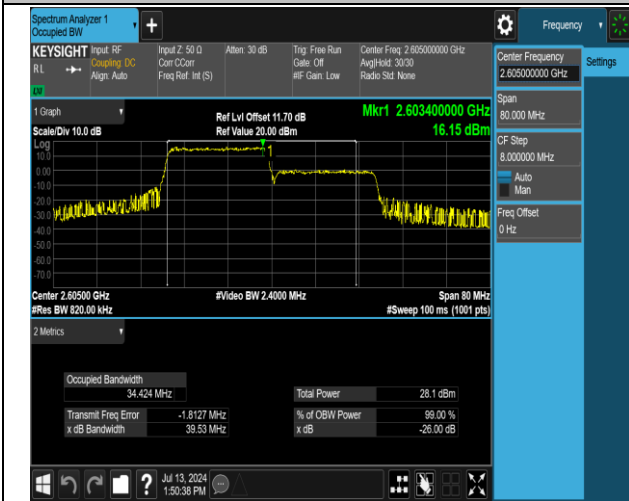 Spectrum Analyzer 1
Occupied BW
+
Frequency
KEYSIGHT
RL
Input: RF
Coupling: DC
Align: Auto
Input Z: 50 Ω
Corr CCorr
Freq Ref: Int (S)
Atten: 30 dB
Trig: Free Run
Gate: Off
#IF Gain: Low
Center Freq: 2.605000000 GHz
Avg|Hold: 30/30
Radio Std: None
Center Frequency
2.605000000 GHz
Settings
Span
80.000 MHz
CF Step
8.000000 MHz
Auto
Man
Freq Offset
0 Hz
1 Graph
Scale/Div 10.0 dB
Ref Lvl Offset 11.70 dB
Ref Value 20.00 dBm
Mkr1 2.603400000 GHz
16.15 dBm
Log
10.0
0.00
-10.0
-20.0
-30.0
-40.0
-50.0
-60.0
-70.0
1
Center 2.60500 GHz
#Res BW 820.00 kHz
#Video BW 2.4000 MHz
Span 80 MHz
#Sweep 100 ms (1001 pts)
2 Metrics
Occupied Bandwidth
34.424 MHz
Total Power 28.1 dBm
Transmit Freq Error -1.8127 MHz
% of OBW Power 99.00 %
x dB Bandwidth 39.53 MHz
x dB -26.00 dB
?
Jul 13, 2024
1:50:38 PM